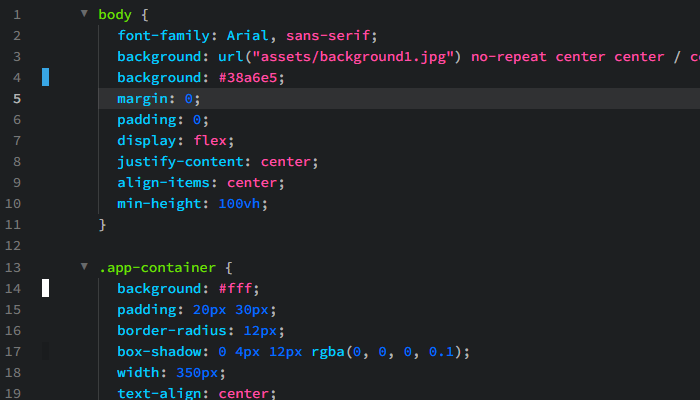 1 body {
2 font-family: Arial, sans-serif;
3 background: url("assets/background1.jpg") no-repeat center center /
4 background: #38a6e5;
5 margin: 0;
6 padding: 0;
7 display: flex;
8 justify-content: center;
9 align-items: center;
10 min-height: 100vh;
11 }
12
13 .app-container {
14 background: #fff;
15 padding: 20px 30px;
16 border-radius: 12px;
17 box-shadow: 0 4px 12px rgba(0, 0, 0, 0.1);
18 width: 350px;
19 text-align: center;